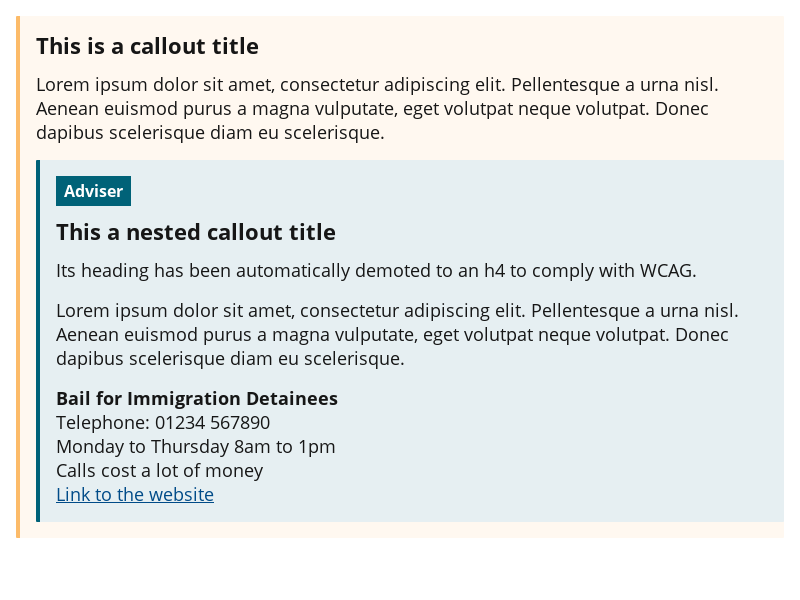 This is a callout title
Lorem ipsum dolor sit amet, consectetur adipiscing elit. Pellentesque a urna nisl.
Aenean euismod purus a magna vulputate, eget volutpat neque volutpat. Donec
dapibus scelerisque diam eu scelerisque.
Adviser
This a nested callout title
Its heading has been automatically demoted to an h4 to comply with WCAG.
Lorem ipsum dolor sit amet, consectetur adipiscing elit. Pellentesque a urna nisl.
Aenean euismod purus a magna vulputate, eget volutpat neque volutpat. Donec
dapibus scelerisque diam eu scelerisque.
Bail for Immigration Detainees
Telephone: 01234 567890
Monday to Thursday 8am to 1pm
Calls cost a lot of money
Link to the website